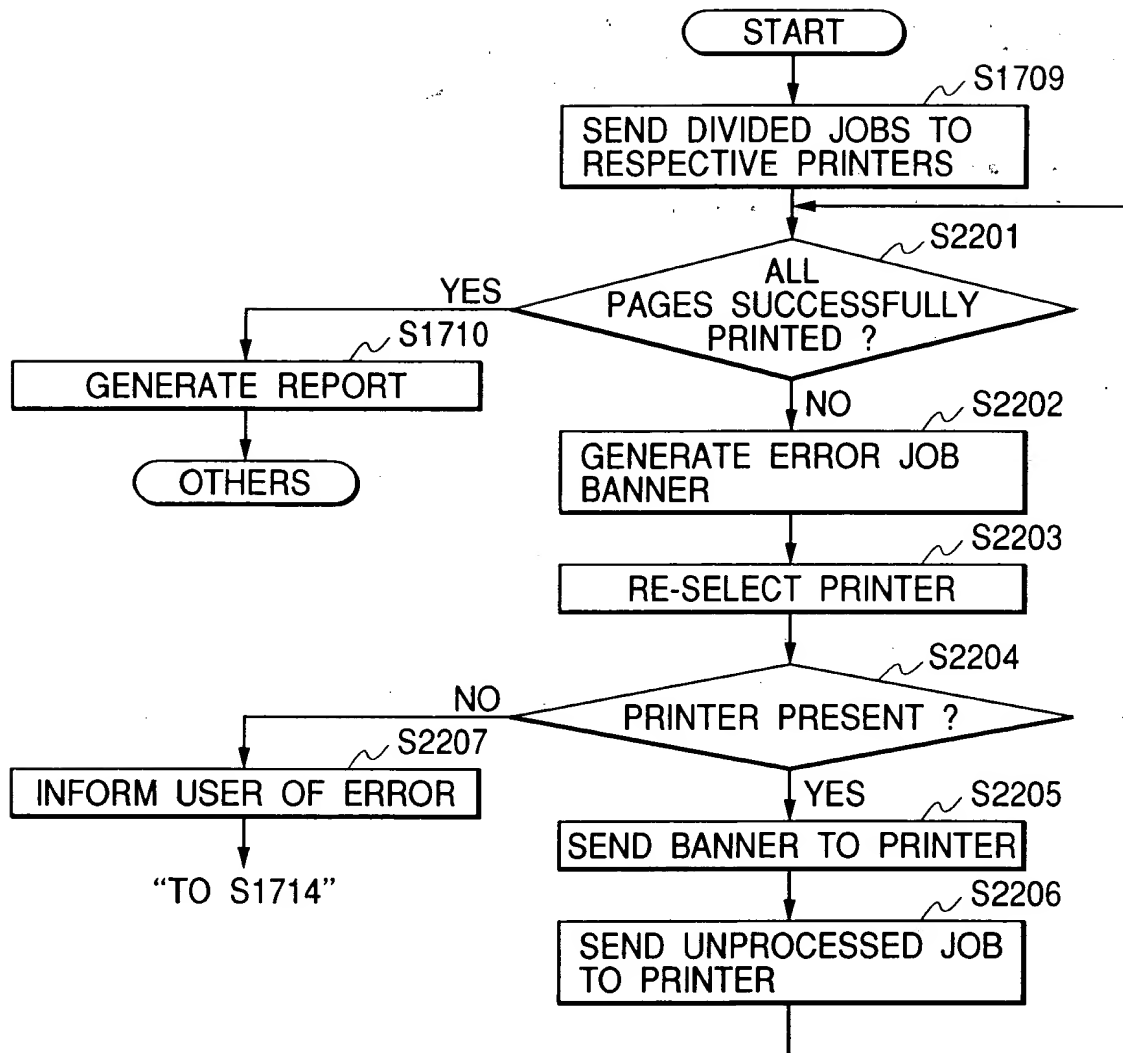 START
S1709
SEND DIVIDED JOBS TO
RESPECTIVE PRINTERS
S2201
ALL
PAGES SUCCESSFULLY
PRINTED ?
YES
S1710
GENERATE REPORT
OTHERS
NO
S2202
GENERATE ERROR JOB
BANNER
S2203
RE-SELECT PRINTER
S2204
PRINTER PRESENT ?
NO
S2207
INFORM USER OF ERROR
“TO S1714”
YES
S2205
SEND BANNER TO PRINTER
S2206
SEND UNPROCESSED JOB
TO PRINTER